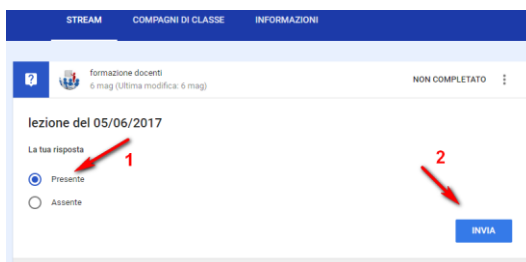 STREAM COMPAGNI DI CLASSE INFORMAZIONI
formazione docenti
6 mag (Ultima modifica: 6 mag)
NON COMPLETATO
lezione del 05/06/2017
La tua risposta
1
2
Presente
Assente
INVIA